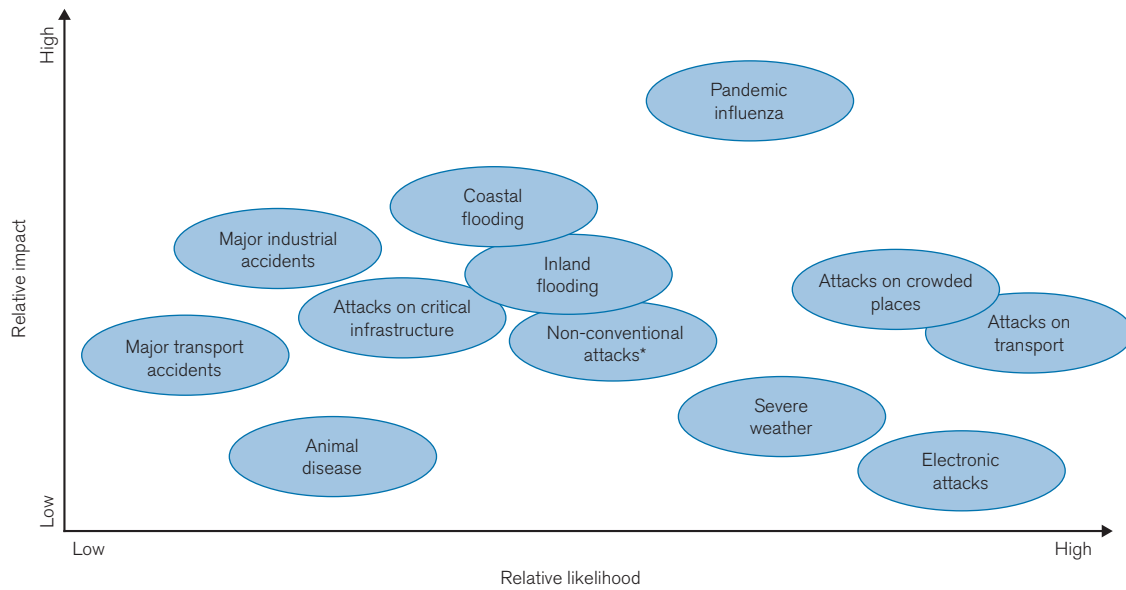 High
Relative impact
Low
Pandemic
influenza
Coastal
flooding
Major industrial
accidents
Inland
flooding
Attacks on crowded
places
Attacks on critical
infrastructure
Attacks on
transport
Non-conventional
attacks*
Major transport
accidents
Severe
weather
Animal
disease
Electronic
attacks
Low
High
Relative likelihood